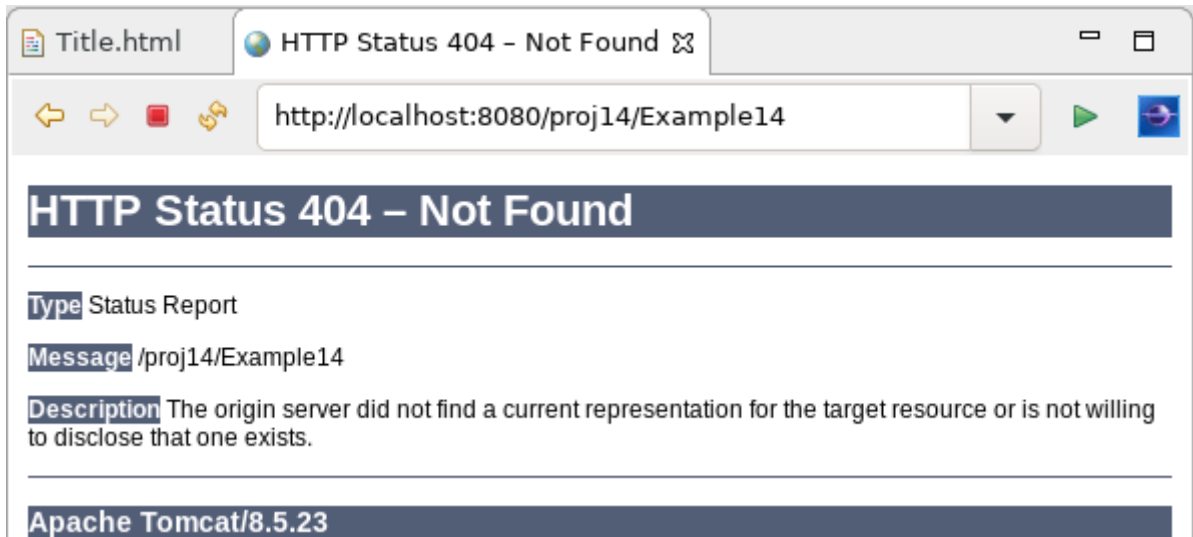 Title.html
HTTP Status 404 – Not Found
http://localhost:8080/proj14/Example14
HTTP Status 404 – Not Found
Type Status Report
Message /proj14/Example14
Description The origin server did not find a current representation for the target resource or is not willing
to disclose that one exists.
Apache Tomcat/8.5.23